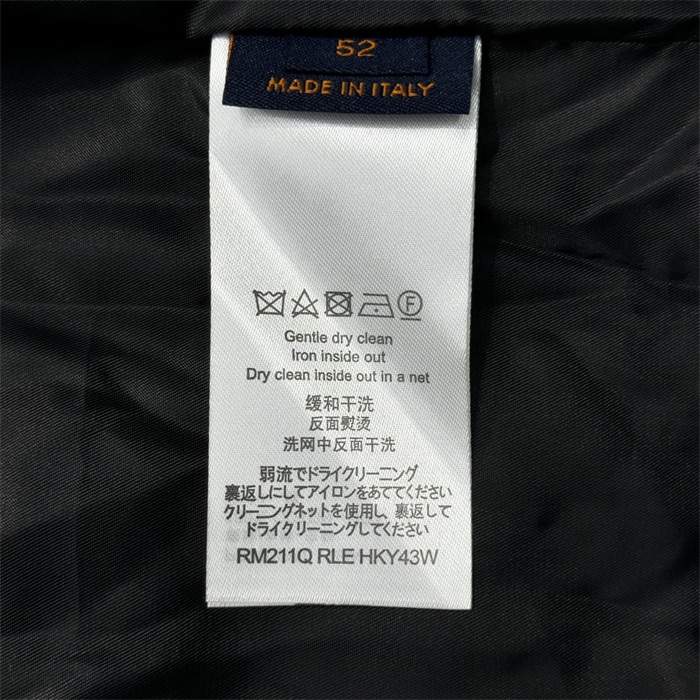 52
MADE IN ITALY
F
Gentle dry clean
Iron inside out
Dry clean inside out in a net
缓和干洗
反面熨烫
洗网中反面干洗
弱流でドライクリーニング
裏返しにしてアイロンをあててください
クリーニングネットを使用し、裏返して
ドライクリーニングしてください
RM211Q RLE HKY43W